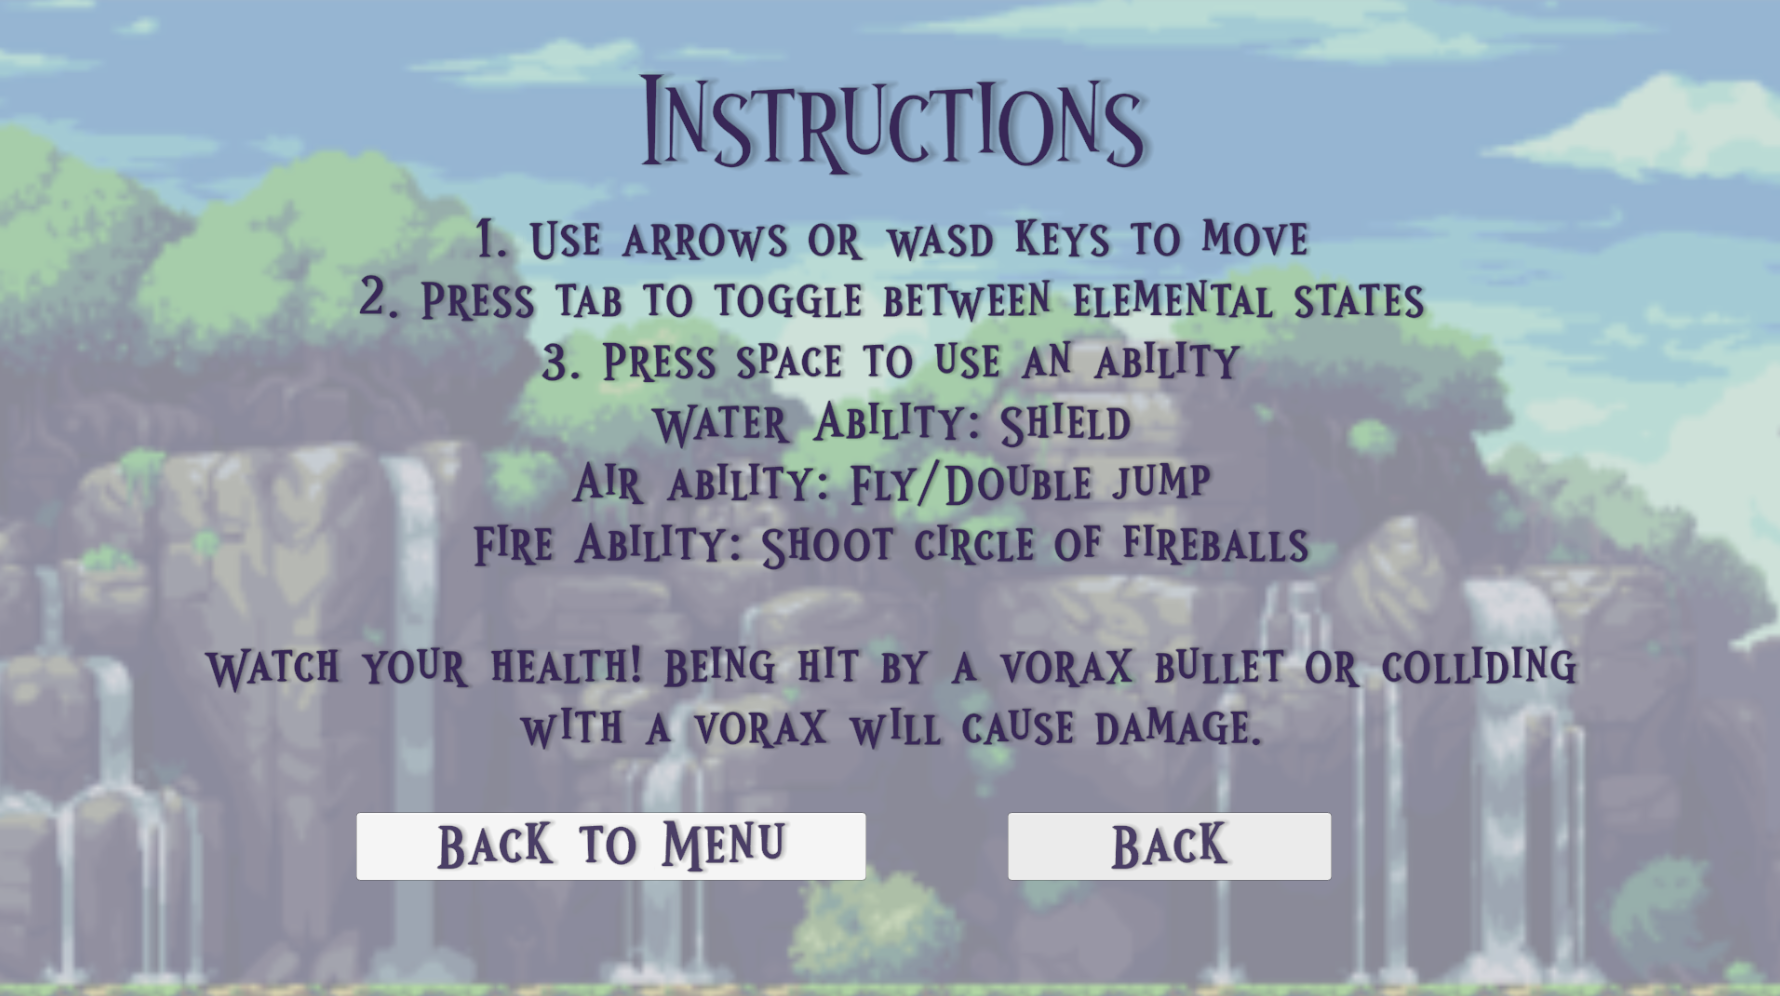 Instructions
1. Use arrows or wasd keys to move
2. Press tab to toggle between elemental states
3. Press space to use an ability
Water Ability: Shield
Air ability: Fly/Double jump
Fire Ability: Shoot circle of fireballs
Watch your health! Being hit by a vorax bullet or colliding
with a vorax will cause damage.
Back to Menu
Back